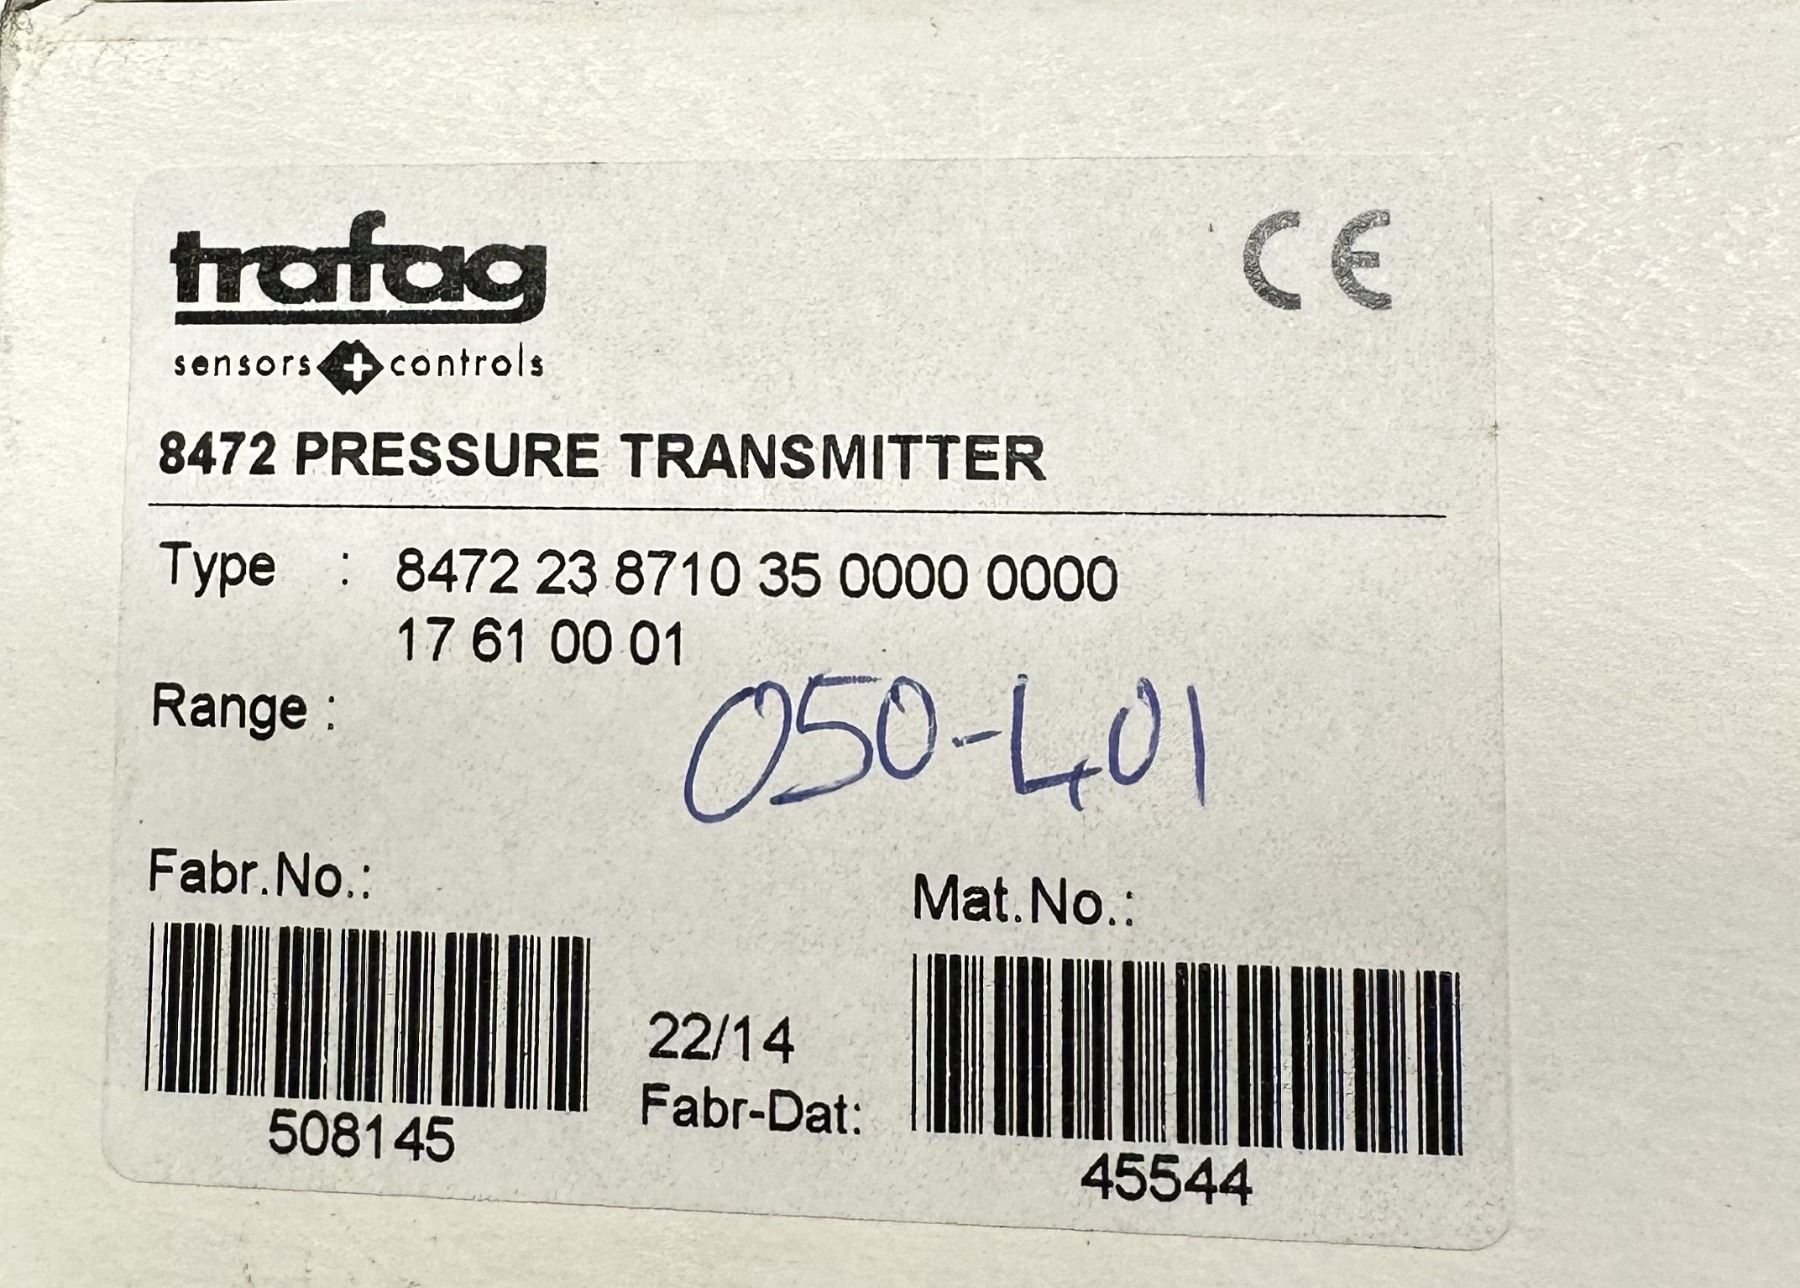 trafag
CE
sensors + controls
8472 PRESSURE TRANSMITTER
Type : 8472 23 8710 35 0000 0000
17 61 00 01
Range :
050-L01
Fabr.No.:
Mat.No.:
22/14
Fabr-Dat:
508145
45544